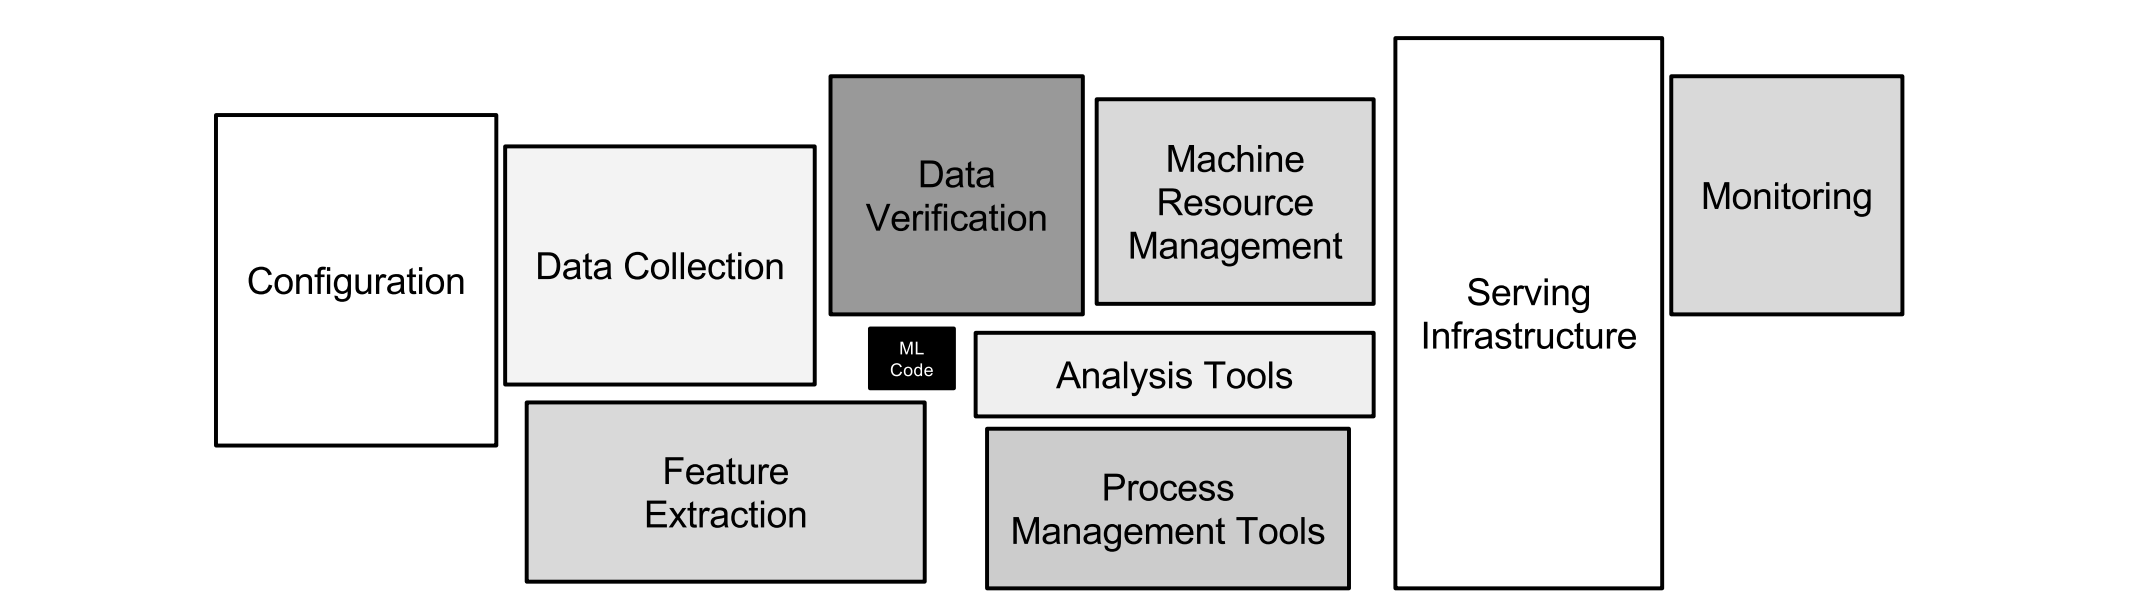 Configuration
Data Collection
Data
Verification
Machine
Resource
Management
Serving
Infrastructure
Monitoring
ML
Code
Analysis Tools
Feature
Extraction
Process
Management Tools